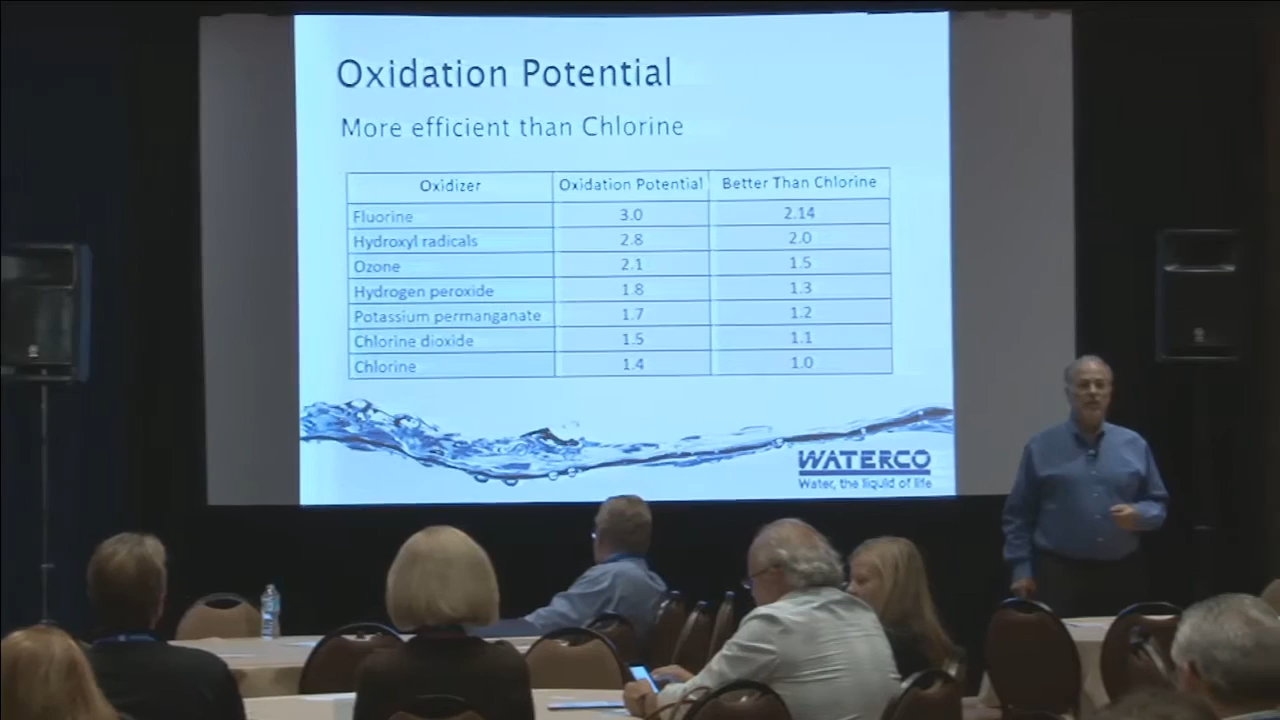 Oxidation Potential
More efficient than Chlorine
Oxidizer Oxidation Potential Better Than Chlorine
Fluorine 3.0 2.14
Hydroxyl radicals 2.8 2.0
Ozone 2.1 1.5
Hydrogen peroxide 1.8 1.3
Potassium permanganate 1.7 1.2
Chlorine dioxide 1.5 1.1
Chlorine 1.4 1.0
WATERCO
Water, the liquid of life